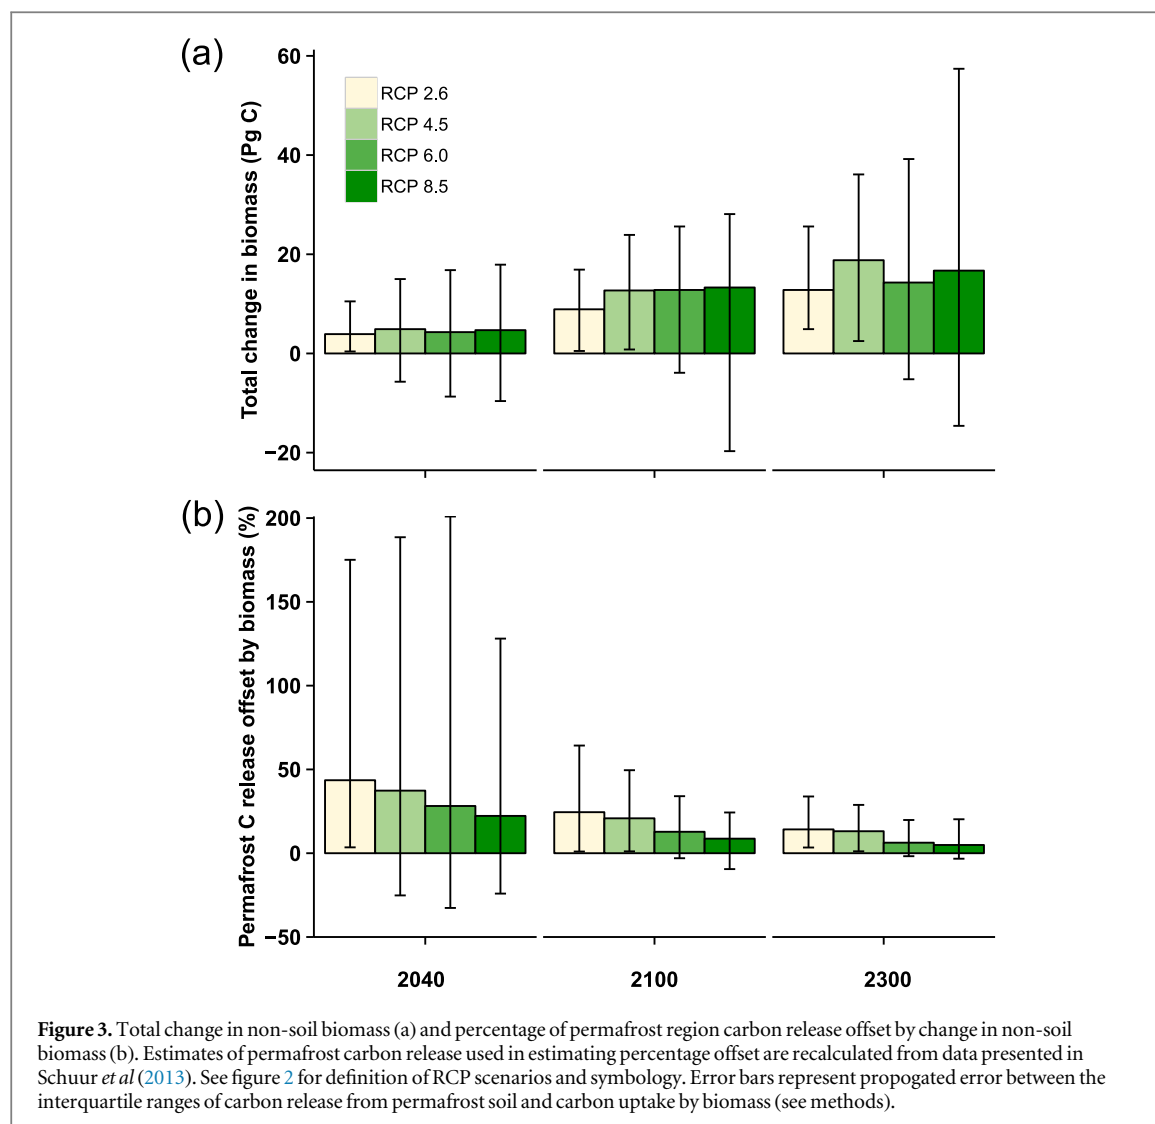 (a)
Total change in biomass (Pg C)
60
40
20
0
−20
RCP 2.6
RCP 4.5
RCP 6.0
RCP 8.5
(b)
Permafrost C release offset by biomass (%)
200
150
100
50
0
−50
2040
2100
2300
Figure 3. Total change in non-soil biomass (a) and percentage of permafrost region carbon release offset by change in non-soil
biomass (b). Estimates of permafrost carbon release used in estimating percentage offset are recalculated from data presented in
Schuur et al (2013). See figure 2 for definition of RCP scenarios and symbology. Error bars represent propogated error between the
interquartile ranges of carbon release from permafrost soil and carbon uptake by biomass (see methods).